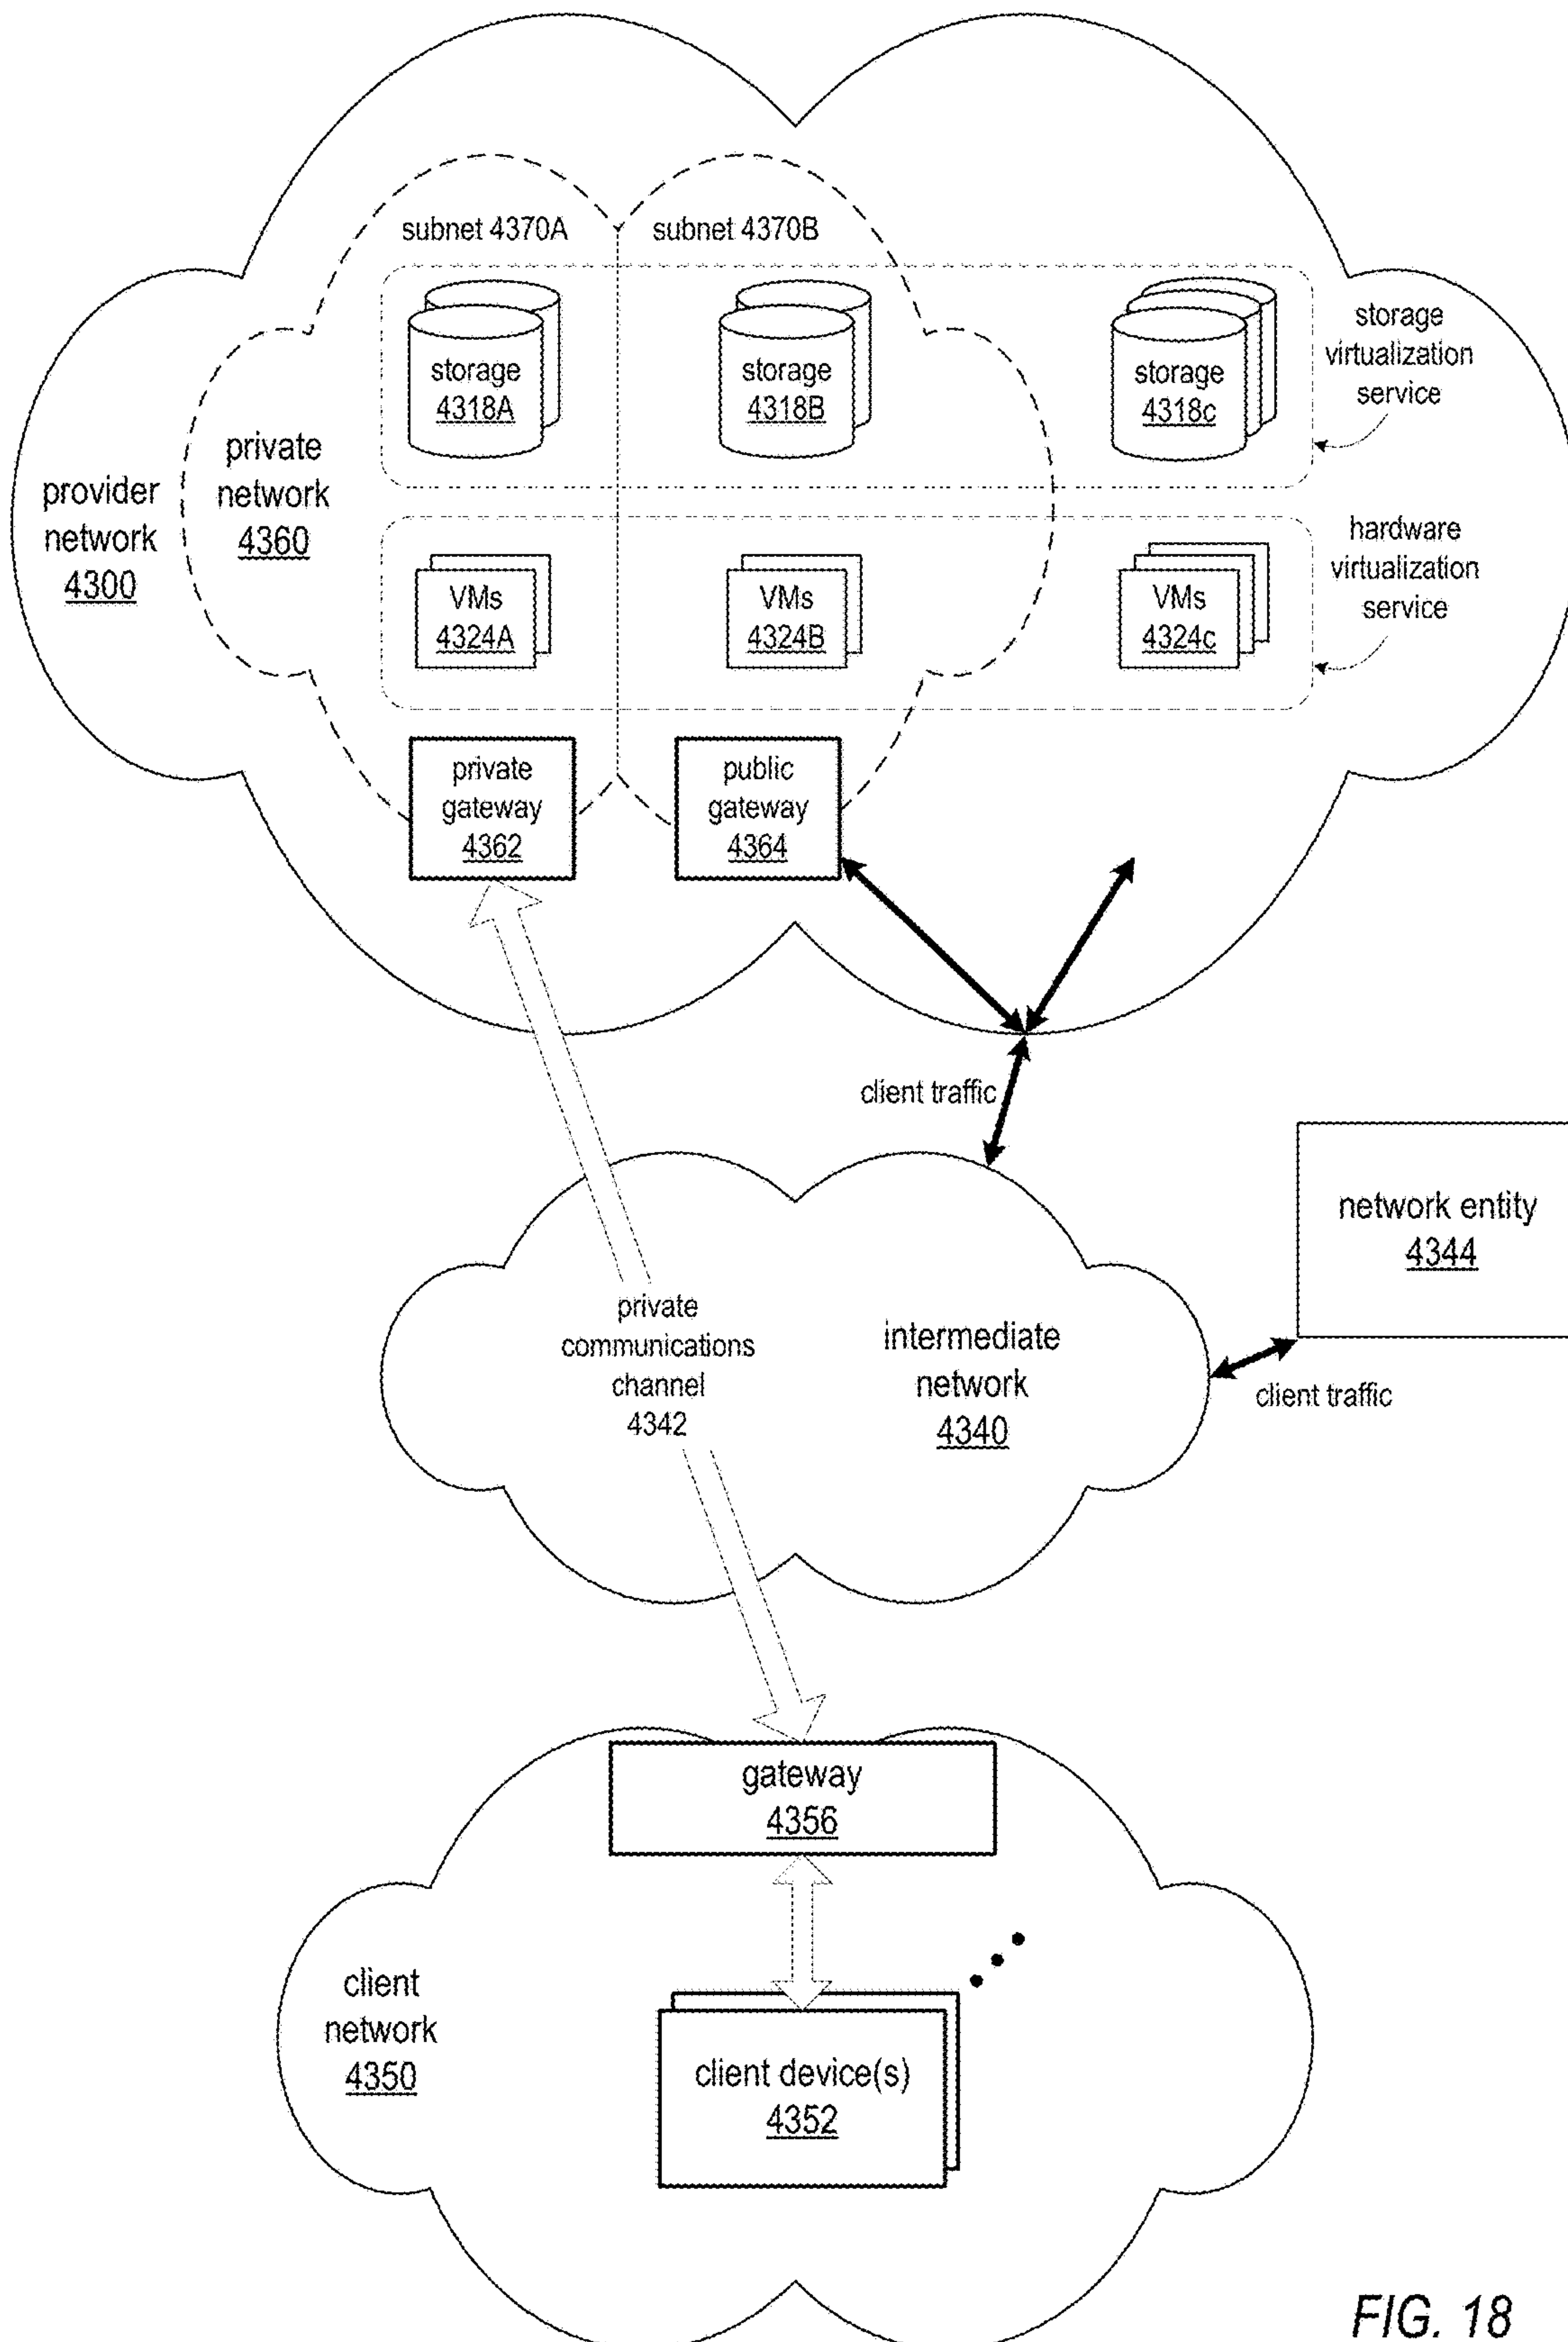 subnet 4370A
subnet 4370B
storage
4318A
storage
4318B
storage
4318c
storage
virtualization
service
provider
network
4300
private
network
4360
VMs
4324A
VMs
4324B
VMs
4324c
hardware
virtualization
service
private
gateway
4362
public
gateway
4364
client traffic
network entity
4344
client traffic
private
communications
channel
4342
intermediate
network
4340
gateway
4356
client
network
4350
client device(s)
4352
FIG. 18